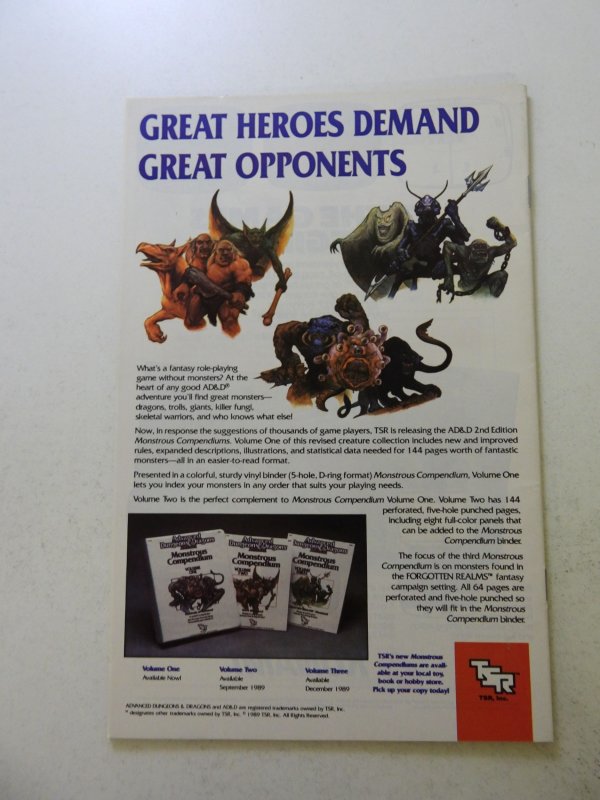 GREAT HEROES DEMAND
GREAT OPPONENTS
What's a fantasy role-playing
game without monsters? At the
heart of any good AD&D®
adventure you'll find great monsters—
dragons, trolls, giants, killer fungi,
skeletal warriors, and who knows what else!
Now, in response the suggestions of thousands of game players, TSR is releasing the AD&D 2nd Edition
Monstrous Compendiums. Volume One of this revised creature collection includes new and improved
rules, expanded descriptions, illustrations, and statistical data needed for 144 pages worth of fantastic
monsters—all in an easier-to-read format.
Presented in a colorful, sturdy vinyl binder (5-hole, D-ring format) Monstrous Compendium, Volume One
lets you index your monsters in any order that suits your playing needs.
Volume Two is the perfect complement to Monstrous Compendium Volume One. Volume Two has 144
perforated, five-hole punched pages,
including eight full-color panels that
can be added to the Monstrous
Compendium binder.
The focus of the third Monstrous
Compendium is on monsters found in
the FORGOTTEN REALMS™ fantasy
campaign setting. All 64 pages are
perforated and five-hole punched so
they will fit in the Monstrous
Compendium binder.
Advanced
Dungeons & Dragons
Monstrous
Compendium
VOLUME
ONE
Advanced
Dungeons & Dragons
Monstrous
Compendium
VOLUME
TWO
Advanced
Dungeons & Dragons
Monstrous
Compendium
Volume One
Available Now!
Volume Two
Available
September 1989
Volume Three
Available
December 1989
TSR's new Monstrous
Compendiums are avail-
able at your local toy,
book or hobby store.
Pick up your copy today!
TSR
TSR, Inc.
ADVANCED DUNGEONS & DRAGONS and AD&D are registered trademarks owned by TSR, Inc.
™ designates other trademarks owned by TSR, Inc. © 1989 TSR, Inc. All Rights Reserved.